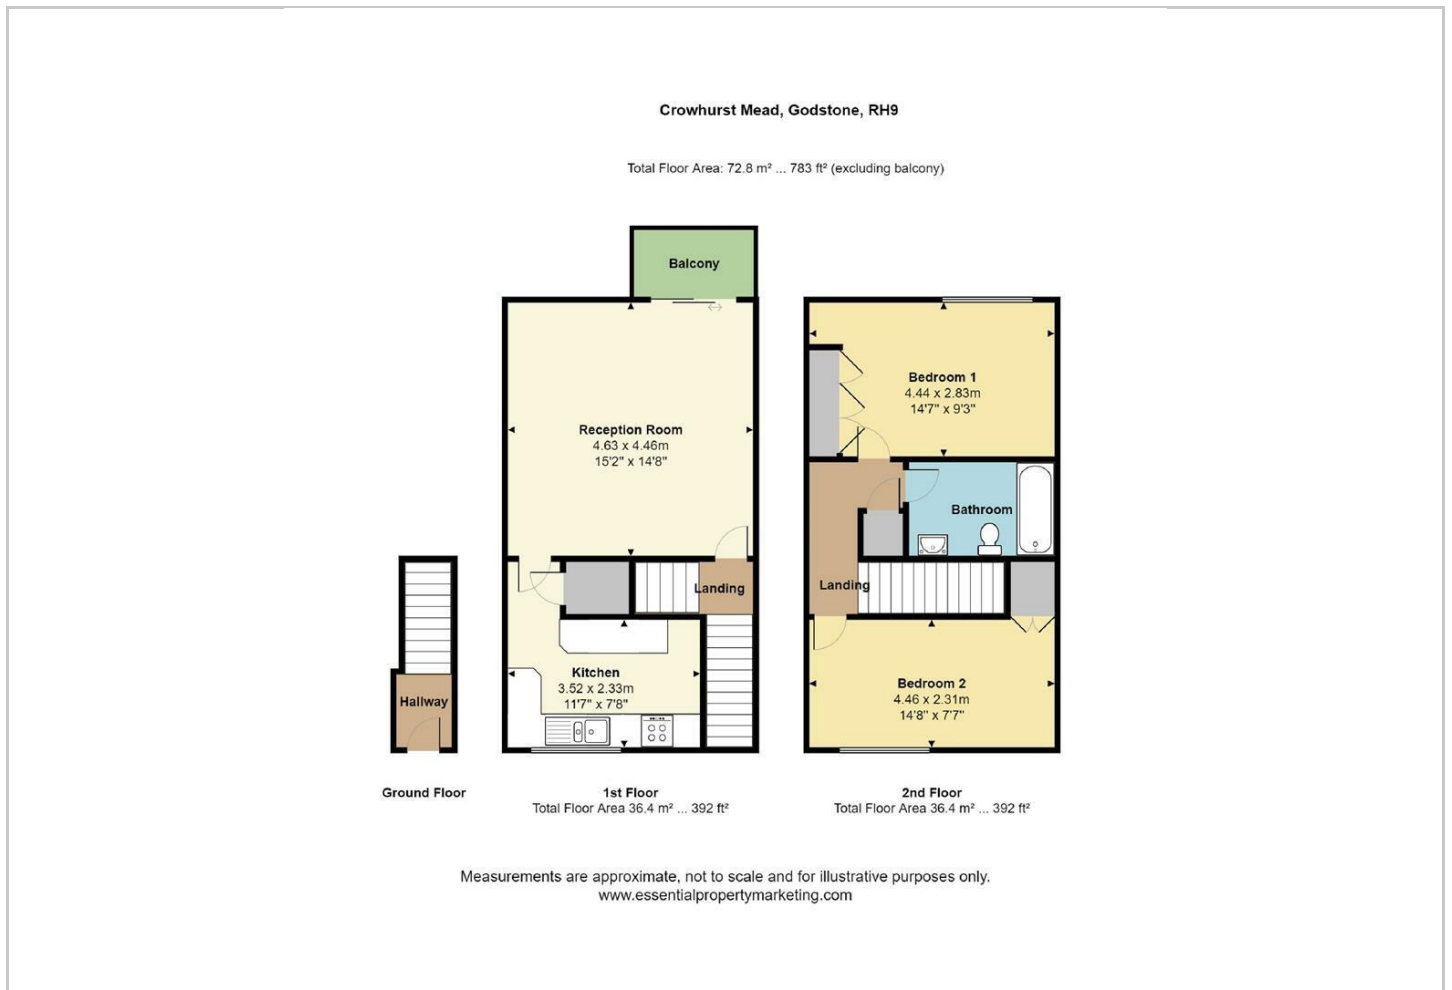 Crowhurst Mead, Godstone, RH9
Total Floor Area: 72.8 m² ... 783 ft² (excluding balcony)
Balcony
Reception Room
4.63 x 4.46m
15'2" x 14'8"
Landing
Kitchen
3.52 x 2.33m
11'7" x 7'8"
Hallway
Bedroom 1
4.44 x 2.83m
14'7" x 9'3"
Bathroom
Landing
Bedroom 2
4.46 x 2.31m
14'8" x 7'7"
Ground Floor
1st Floor
Total Floor Area 36.4 m² ... 392 ft²
2nd Floor
Total Floor Area 36.4 m² ... 392 ft²
Measurements are approximate, not to scale and for illustrative purposes only.
www.essentialpropertymarketing.com